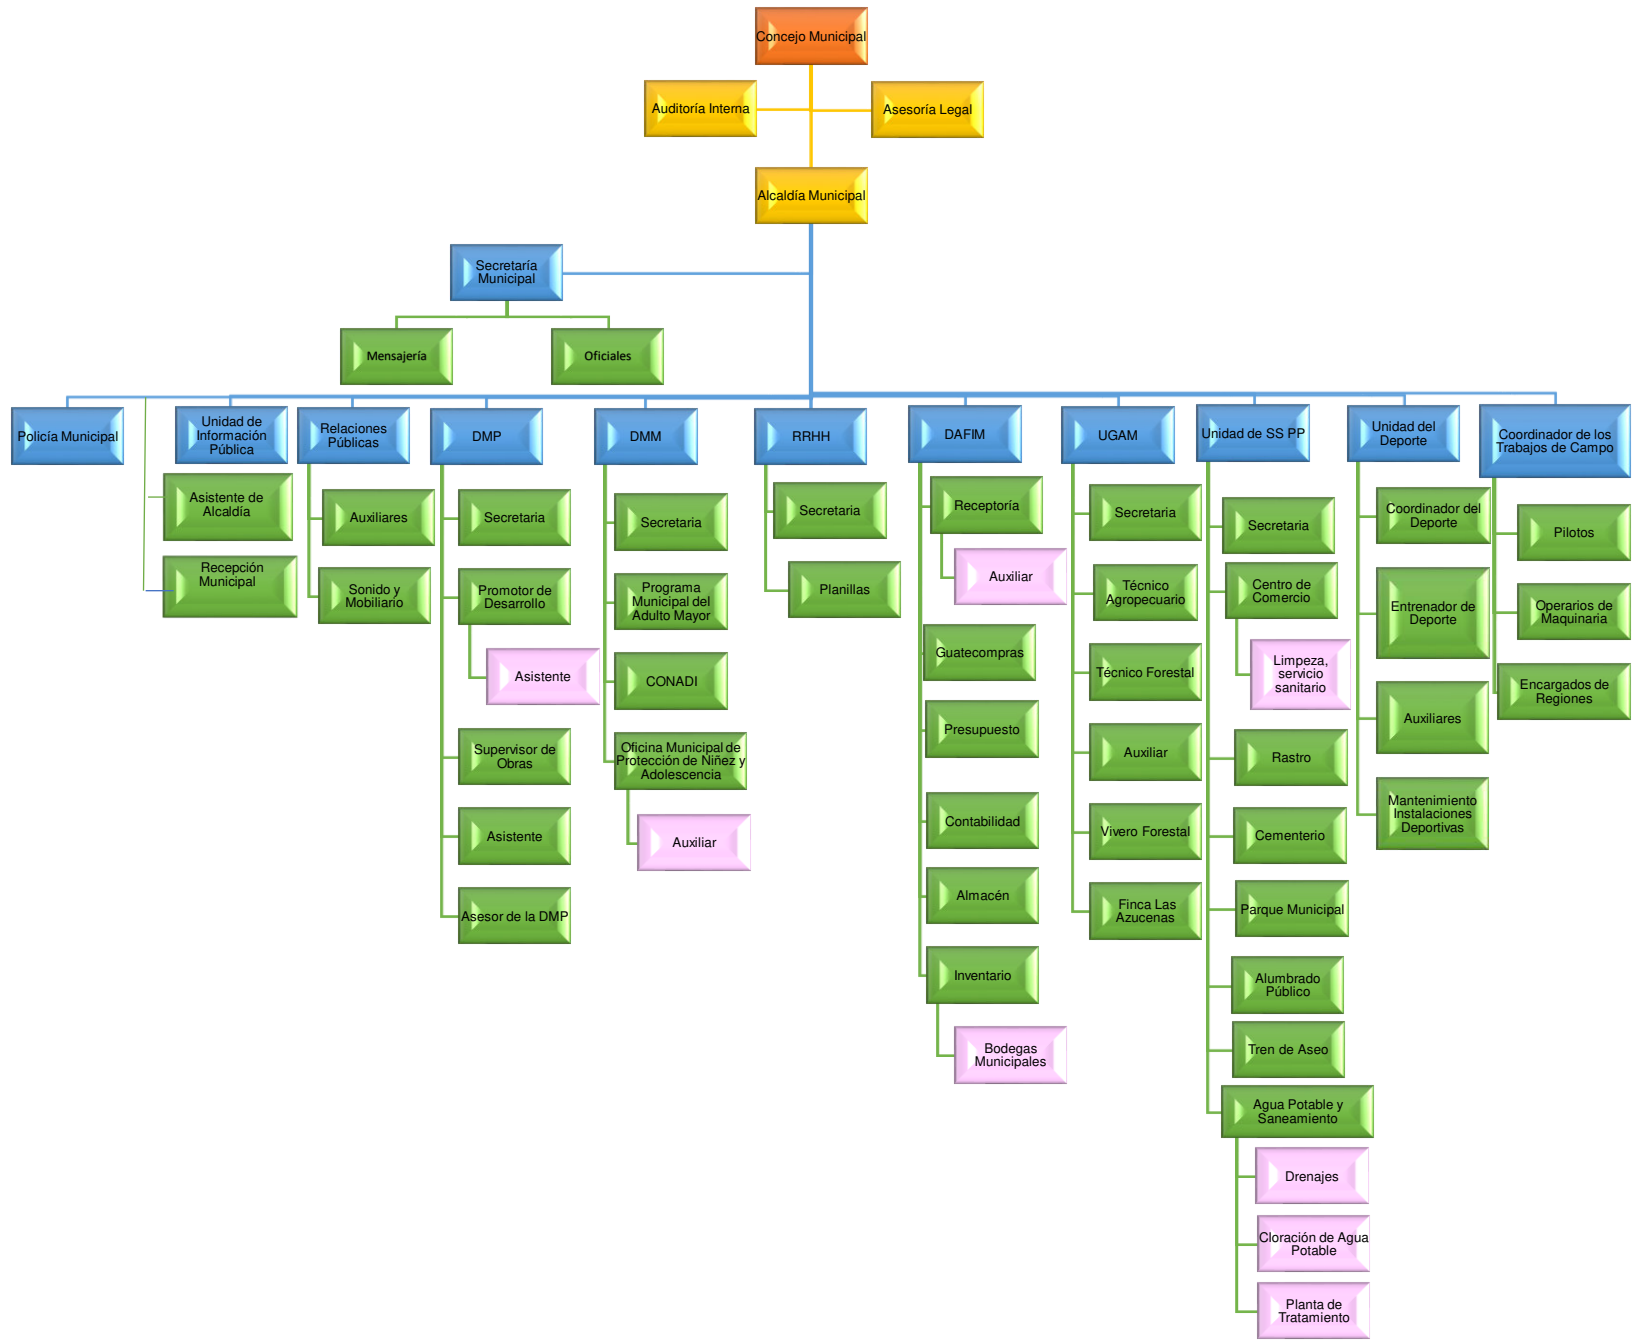 Concejo Municipal
Auditoría Interna
Asesoría Legal
Alcaldía Municipal
Secretaría
Municipal
Mensajería
Oficiales
Policía Municipal
Unidad de
Información
Pública
Asistente de
Alcaldía
Recepción
Municipal
Relaciones
Públicas
Auxiliares
Sonido y
Mobiliario
DMP
Secretaria
Promotor de
Desarrollo
Asistente
Supervisor de
Obras
Asistente
Asesor de la DMP
DMM
Secretaria
Programa
Municipal del
Adulto Mayor
CONADI
Oficina Municipal de
Protección de Niñez y
Adolescencia
Auxiliar
RRHH
Secretaria
Planillas
DAFIM
Receptoría
Auxiliar
Guatecompras
Presupuesto
Contabilidad
Almacén
Inventario
Bodegas
Municipales
UGAM
Secretaria
Técnico
Agropecuario
Técnico Forestal
Auxiliar
Vivero Forestal
Finca Las
Azucenas
Unidad de SS PP
Secretaria
Centro de
Comercio
Limpeza,
servicio
sanitario
Rastro
Cementerio
Parque Municipal
Alumbrado
Público
Tren de Aseo
Agua Potable y
Saneamiento
Drenajes
Cloración de Agua
Potable
Planta de
Tratamiento
Unidad del
Deporte
Coordinador del
Deporte
Entrenador de
Deporte
Auxiliares
Mantenimiento
Instalaciones
Deportivas
Coordinador de los
Trabajos de Campo
Pilotos
Operarios de
Maquinaria
Encargados de
Regiones